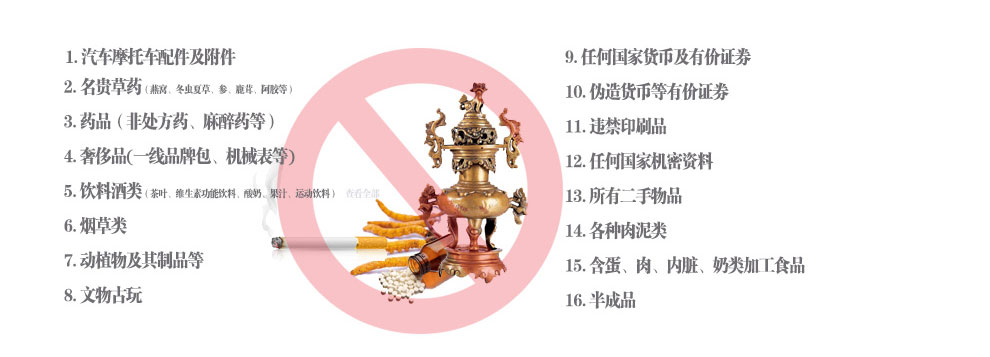 1. 汽车摩托车配件及附件
2. 名贵草药（燕窝、冬虫夏草、参、鹿茸、阿胶等）
3. 药品（非处方药、麻醉药等）
4. 奢侈品(一线品牌包、机械表等)
5. 饮料酒类（茶叶、维生素功能饮料、酸奶、果汁、运动饮料） 查看全部
6. 烟草类
7. 动植物及其制品等
8. 文物古玩
9. 任何国家货币及有价证券
10. 伪造货币等有价证券
11. 违禁印刷品
12. 任何国家机密资料
13. 所有二手物品
14. 各种肉泥类
15. 含蛋、肉、内脏、奶类加工食品
16. 半成品